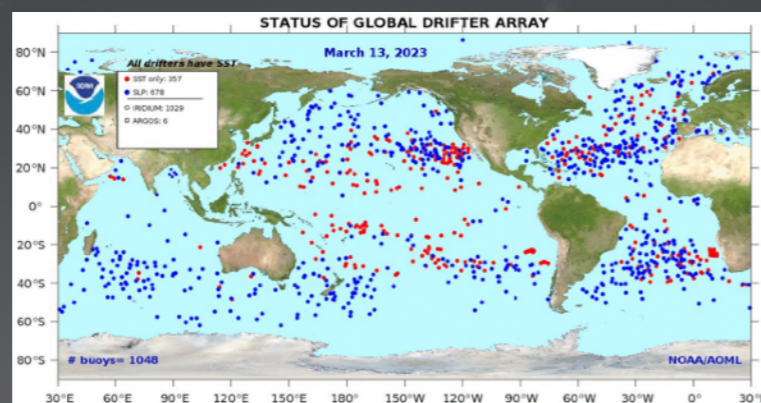 STATUS OF GLOBAL DRIFTER ARRAY
March 13, 2023
All drifters have SST
SST only: 357
SLP: 678
IRIDIUM: 1029
ARGOS: 6
80°N
60°N
40°N
20°N
0°
20°S
40°S
60°S
80°S
# buoys= 1048
NOAA/AOML
30°E 60°E 90°E 120°E 150°E 180° 150°W 120°W 90°W 60°W 30°W 0° 30°